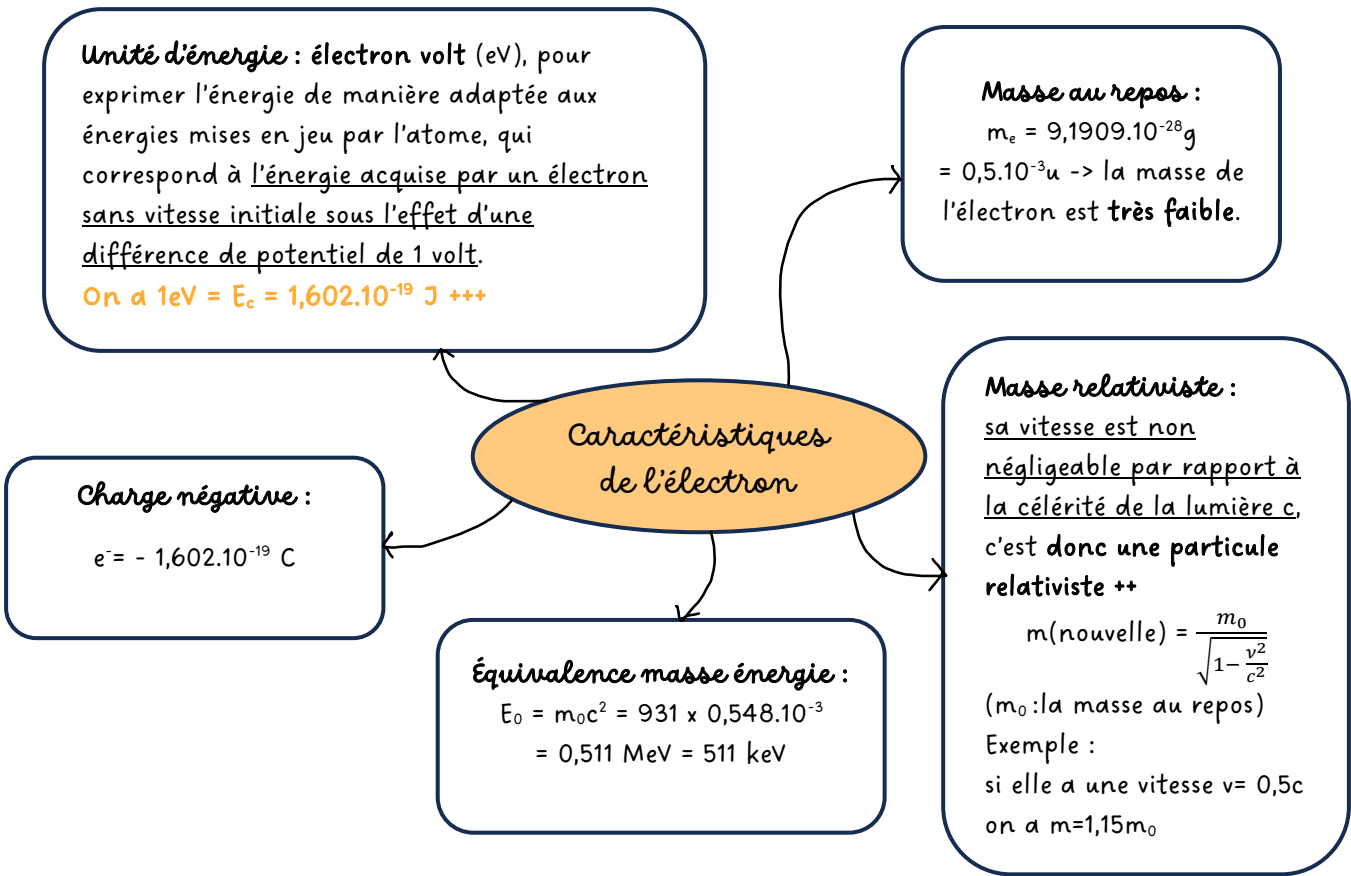 Unité d'énergie : électron volt (eV), pour
exprimer l'énergie de manière adaptée aux
énergies mises en jeu par l'atome, qui
correspond à l'énergie acquise par un électron
sans vitesse initiale sous l'effet d'une
différence de potentiel de 1 volt.
On a 1eV = E_c = 1,602.10⁻¹⁹ J +++
Masse au repos :
mₑ = 9,1909.10⁻²⁸g
= 0,5.10⁻³u -> la masse de
l'électron est très faible.
Caractéristiques
de l'électron
Charge négative :
e⁻= - 1,602.10⁻¹⁹ C
Équivalence masse énergie :
E₀ = m₀c² = 931 x 0,548.10⁻³
= 0,511 MeV = 511 keV
Masse relativiste :
sa vitesse est non
négligeable par rapport à
la célérité de la lumière c,
c'est donc une particule
relativiste ++
m(nouvelle) = m₀ / √(1− v²/c²)
(m₀ :la masse au repos)
Exemple :
si elle a une vitesse v= 0,5c
on a m=1,15m₀